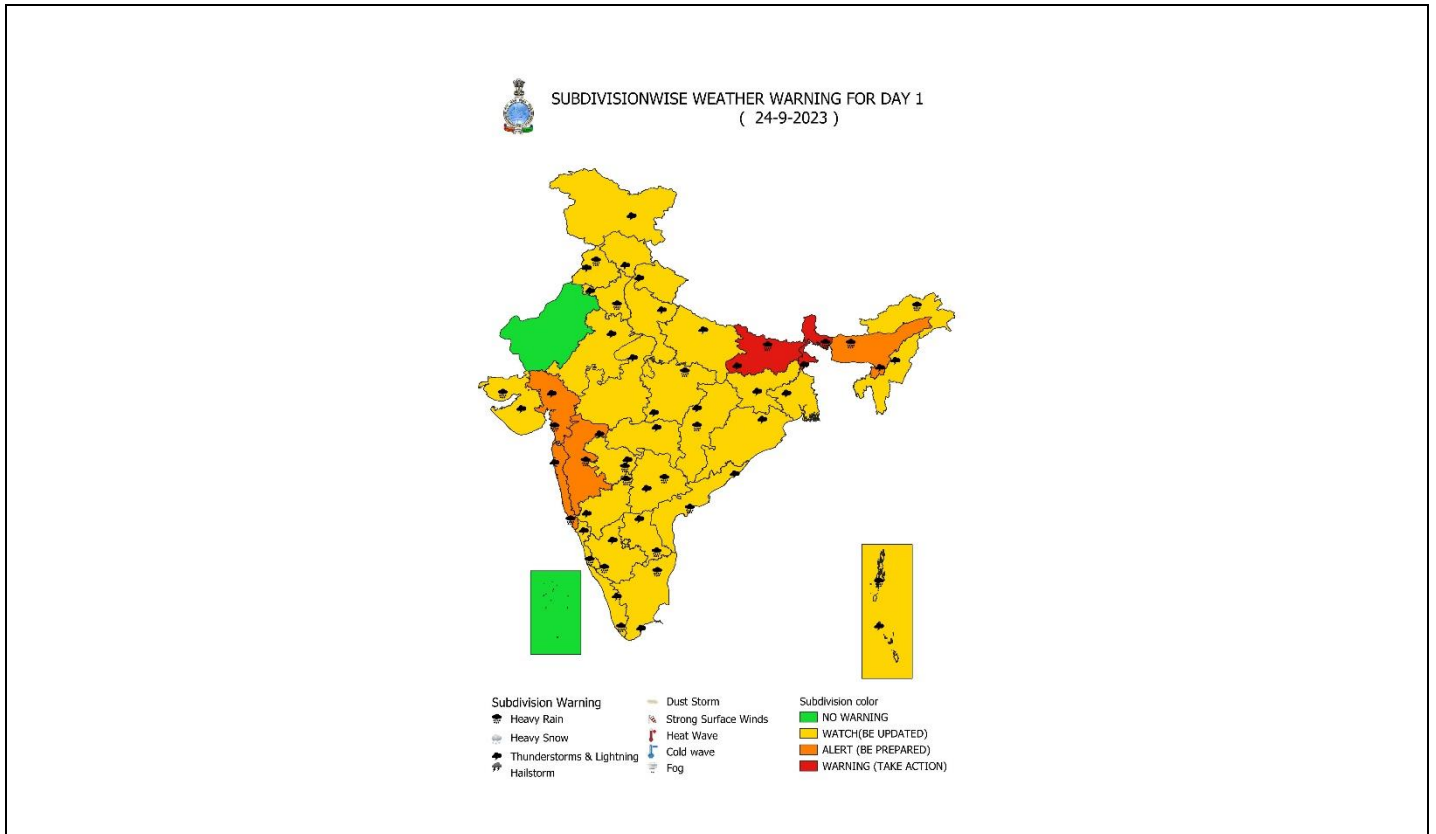 SUBDIVISIONWISE WEATHER WARNING FOR DAY 1
( 24-9-2023 )
Subdivision Warning
Heavy Rain
Heavy Snow
Thunderstorms & Lightning
Hailstorm
Dust Storm
Strong Surface Winds
Heat Wave
Cold wave
Fog
Subdivision color
NO WARNING
WATCH(BE UPDATED)
ALERT (BE PREPARED)
WARNING (TAKE ACTION)